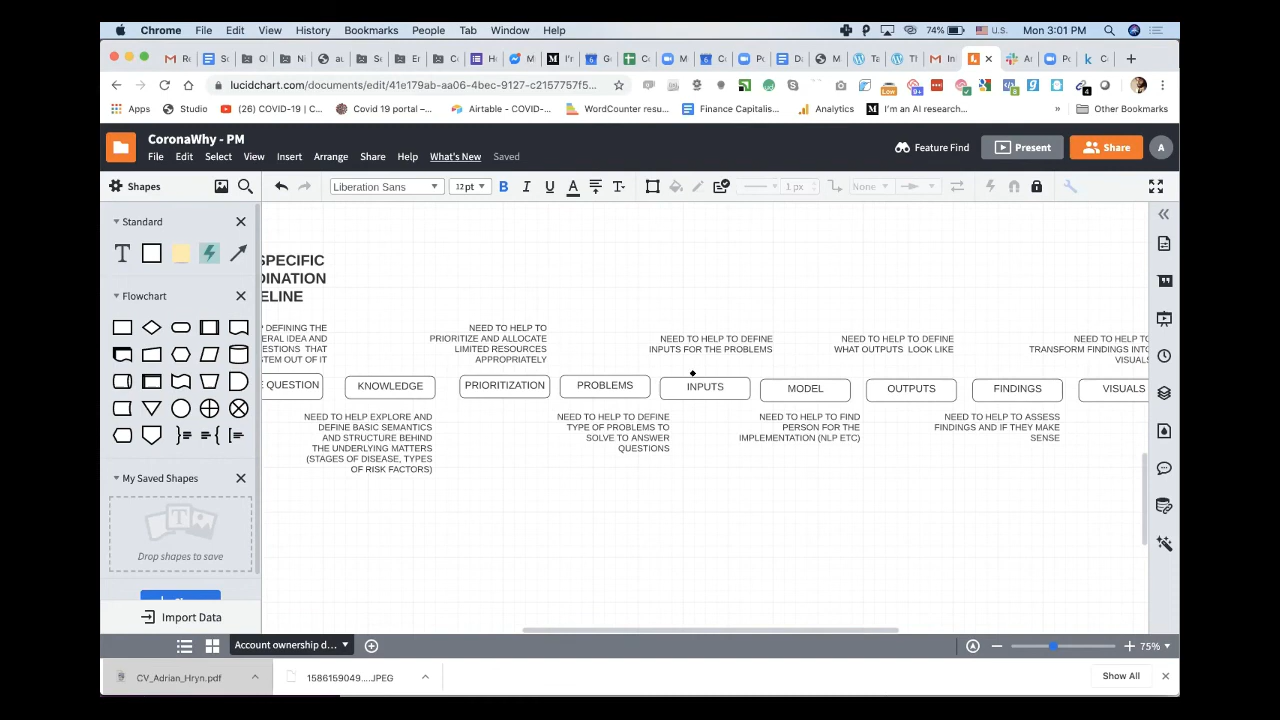 Chrome File Edit View History Bookmarks People Tab Window Help 74% U.S. Mon 3:01 PM
lucidchart.com/documents/edit/41e179ab-aa06-4bec-9127-c2157757f5...
Apps Studio (26) COVID-19 | C... Covid 19 portal –... Airtable - COVID-... WordCounter resu... Finance Capitalis... Analytics I'm an AI research... » Other Bookmarks
CoronaWhy - PM
File Edit Select View Insert Arrange Share Help What's New Saved
Feature Find Present Share A
Shapes Liberation Sans 12 pt B I U A T 1 px None
Standard
T
Flowchart
My Saved Shapes
Drop shapes to save
Import Data
SPECIFIC
DINATION
ELINE
P DEFINING THE
ERAL IDEA AND
ESTIONS THAT
STEM OUT OF IT
NEED TO HELP TO
PRIORITIZE AND ALLOCATE
LIMITED RESOURCES
APPROPRIATELY
NEED TO HELP TO DEFINE
INPUTS FOR THE PROBLEMS
NEED TO HELP TO DEFINE
WHAT OUTPUTS LOOK LIKE
NEED TO HELP TO
TRANSFORM FINDINGS INTO
VISUALS
E QUESTION KNOWLEDGE PRIORITIZATION PROBLEMS INPUTS MODEL OUTPUTS FINDINGS VISUALS
NEED TO HELP EXPLORE AND
DEFINE BASIC SEMANTICS
AND STRUCTURE BEHIND
THE UNDERLYING MATTERS
(STAGES OF DISEASE, TYPES
OF RISK FACTORS)
NEED TO HELP TO DEFINE
TYPE OF PROBLEMS TO
SOLVE TO ANSWER
QUESTIONS
NEED TO HELP TO FIND
PERSON FOR THE
IMPLEMENTATION (NLP ETC)
NEED TO HELP TO ASSESS
FINDINGS AND IF THEY MAKE
SENSE
Account ownership d... 75%
CV_Adrian_Hryn.pdf 1586159049....JPEG Show All